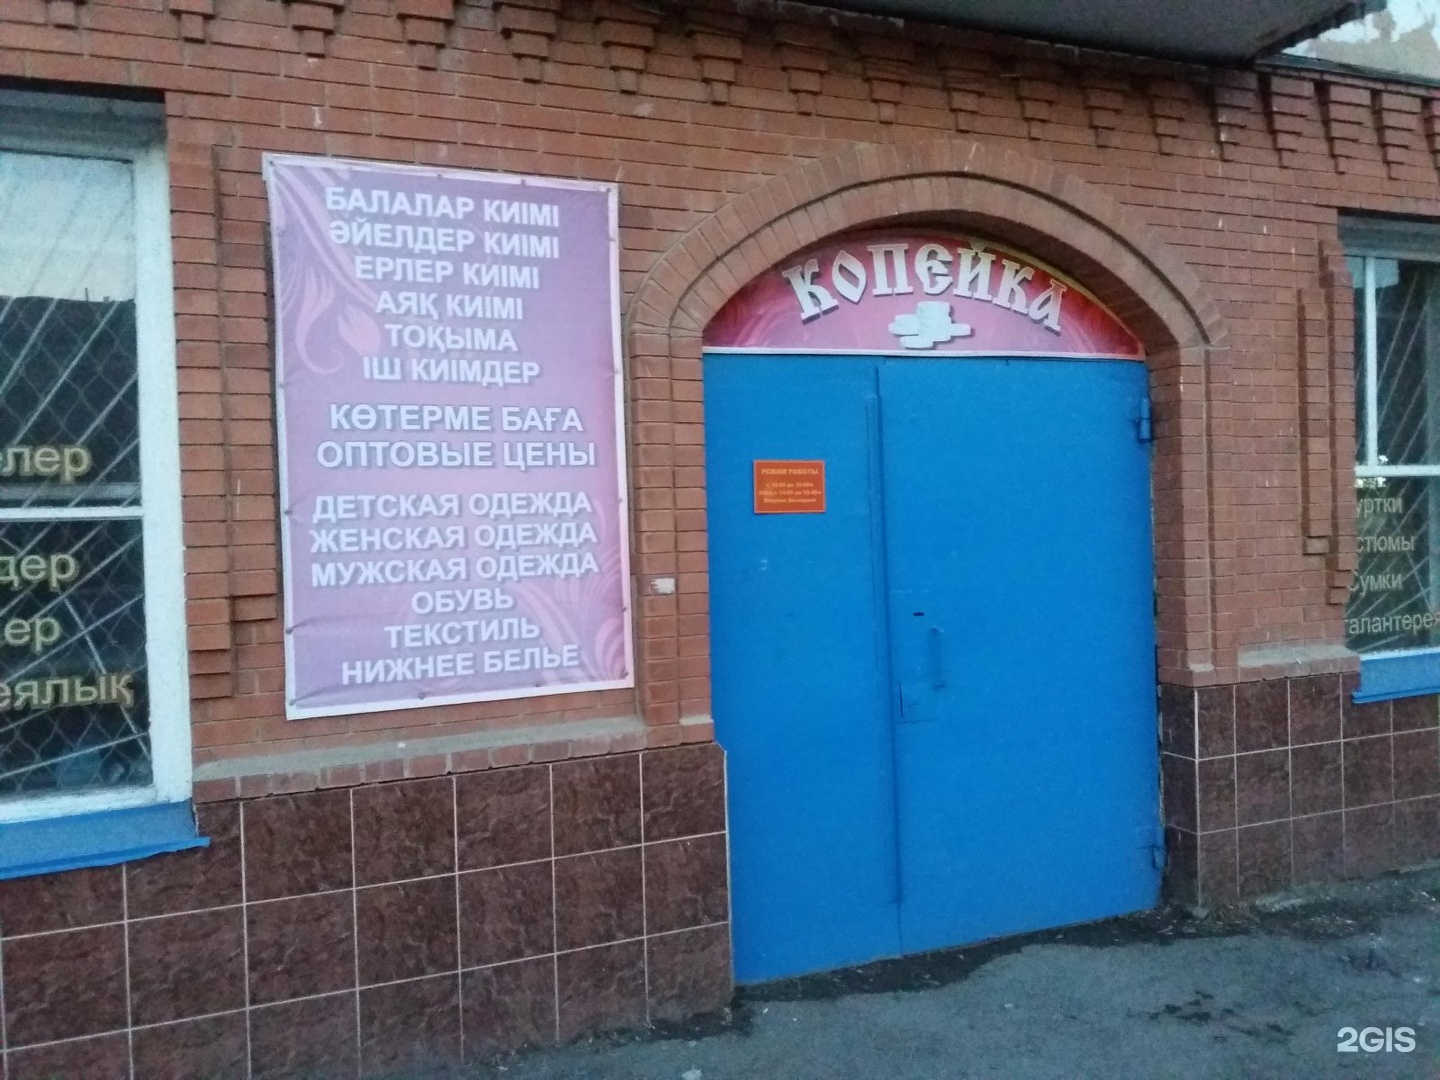 БАЛАЛАР КИІМІ
ӘЙЕЛДЕР КИІМІ
ЕРЛЕР КИІМІ
АЯҚ КИІМІ
ТОҚЫМА
ІШ КИІМДЕР
КӨТЕРМЕ БАҒА
ОПТОВЫЕ ЦЕНЫ
ДЕТСКАЯ ОДЕЖДА
ЖЕНСКАЯ ОДЕЖДА
МУЖСКАЯ ОДЕЖДА
ОБУВЬ
ТЕКСТИЛЬ
НИЖНЕЕ БЕЛЬЕ
КОПЕЙКА
РЕЖИМ РАБОТЫ
Сумки
2GIS